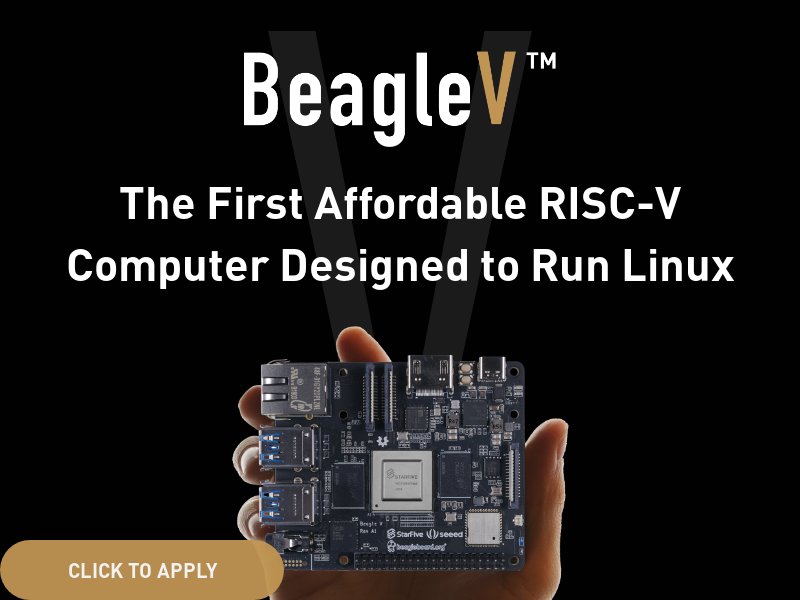 BeagleV™
The First Affordable RISC-V
Computer Designed to Run Linux
STARFIVE
Beagle V
Rev A1
StarFive seeed
beagleboard.org
CLICK TO APPLY